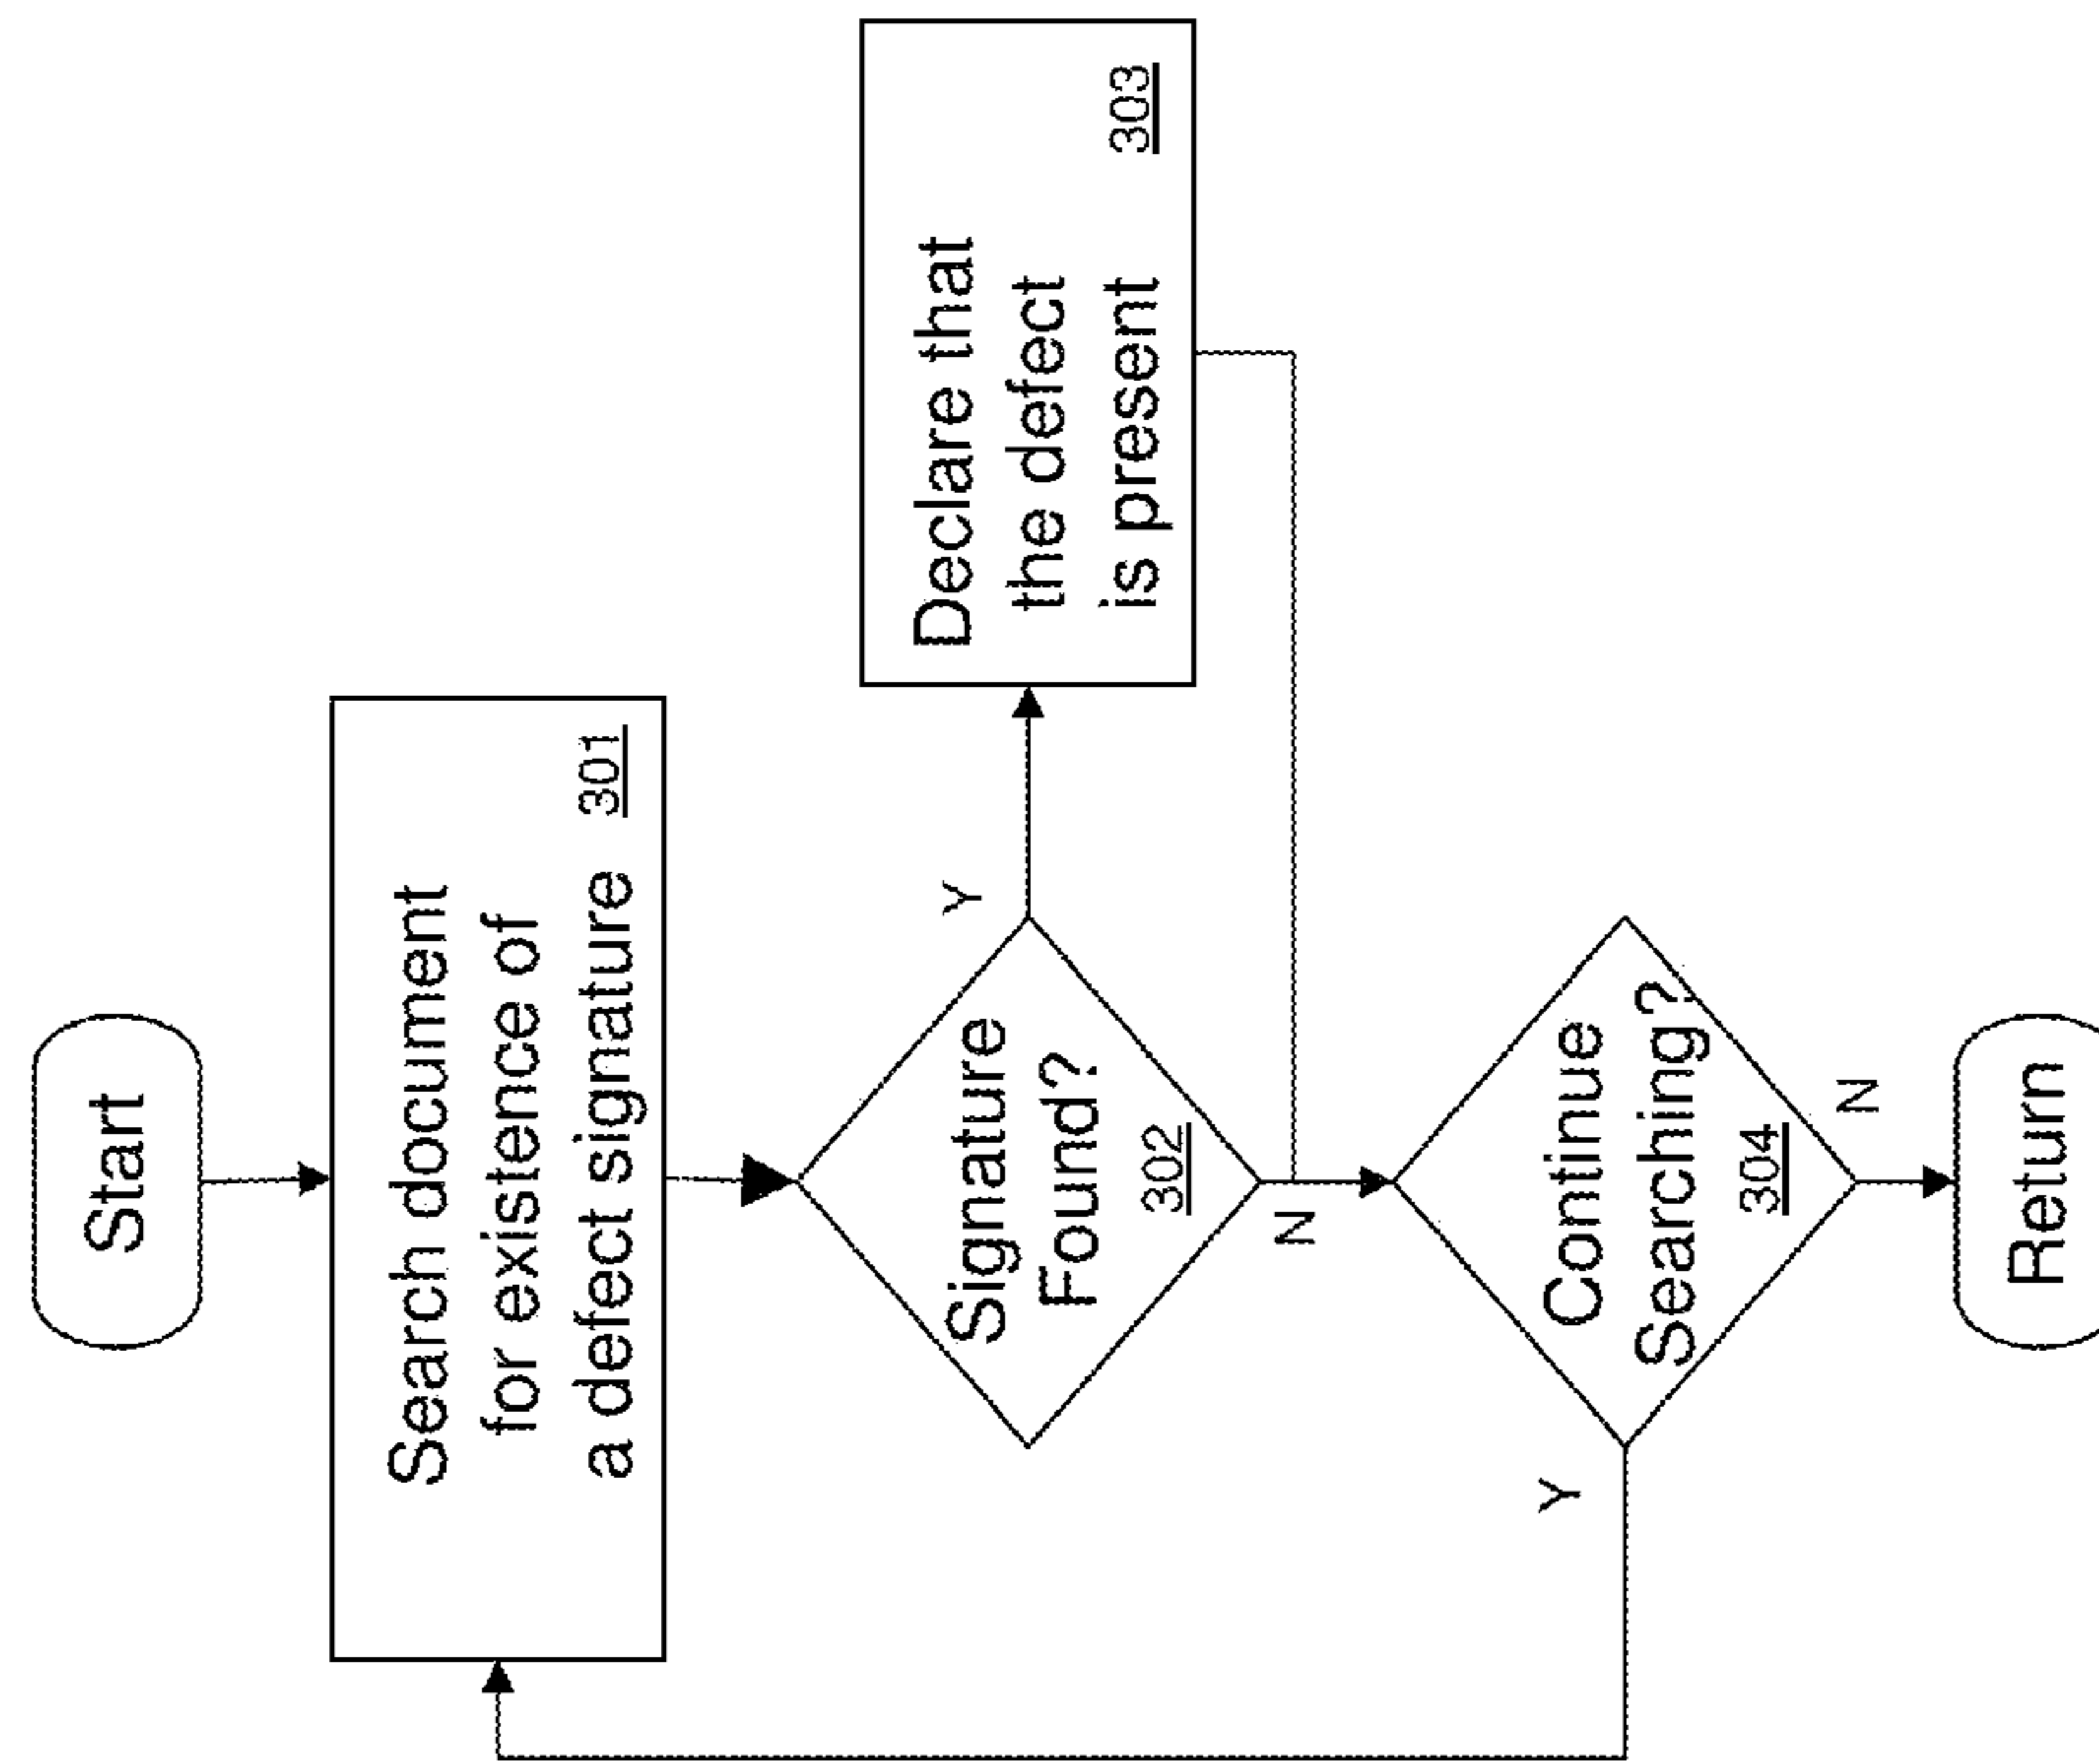 Start
Search document
for existence of
a defect signature 301
Signature
Found?
302
Y
Declare that
the defect
is present
303
N
Continue
Searching?
304
Y
N
Return